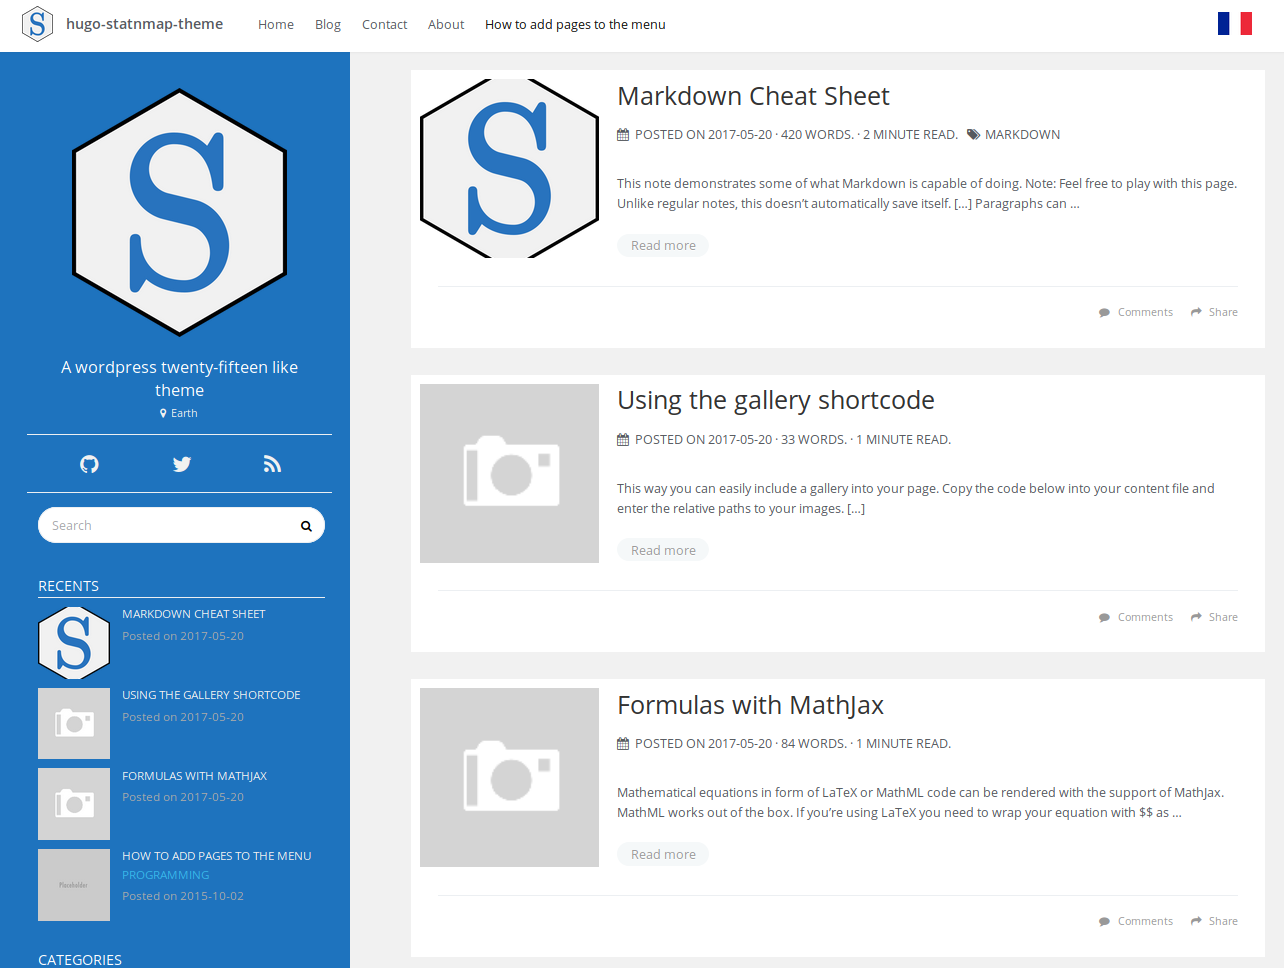 hugo-statnmap-theme Home Blog Contact About How to add pages to the menu
S
A wordpress twenty-fifteen like
theme
Earth
Search
RECENTS
S
MARKDOWN CHEAT SHEET
Posted on 2017-05-20
USING THE GALLERY SHORTCODE
Posted on 2017-05-20
FORMULAS WITH MATHJAX
Posted on 2017-05-20
Placeholder
HOW TO ADD PAGES TO THE MENU
PROGRAMMING
Posted on 2015-10-02
CATEGORIES
S
Markdown Cheat Sheet
POSTED ON 2017-05-20 · 420 WORDS. · 2 MINUTE READ. MARKDOWN
This note demonstrates some of what Markdown is capable of doing. Note: Feel free to play with this page.
Unlike regular notes, this doesn’t automatically save itself. […] Paragraphs can …
Read more
Comments Share
Using the gallery shortcode
POSTED ON 2017-05-20 · 33 WORDS. · 1 MINUTE READ.
This way you can easily include a gallery into your page. Copy the code below into your content file and
enter the relative paths to your images. […]
Read more
Comments Share
Formulas with MathJax
POSTED ON 2017-05-20 · 84 WORDS. · 1 MINUTE READ.
Mathematical equations in form of LaTeX or MathML code can be rendered with the support of MathJax.
MathML works out of the box. If you’re using LaTeX you need to wrap your equation with $$ as …
Read more
Comments Share